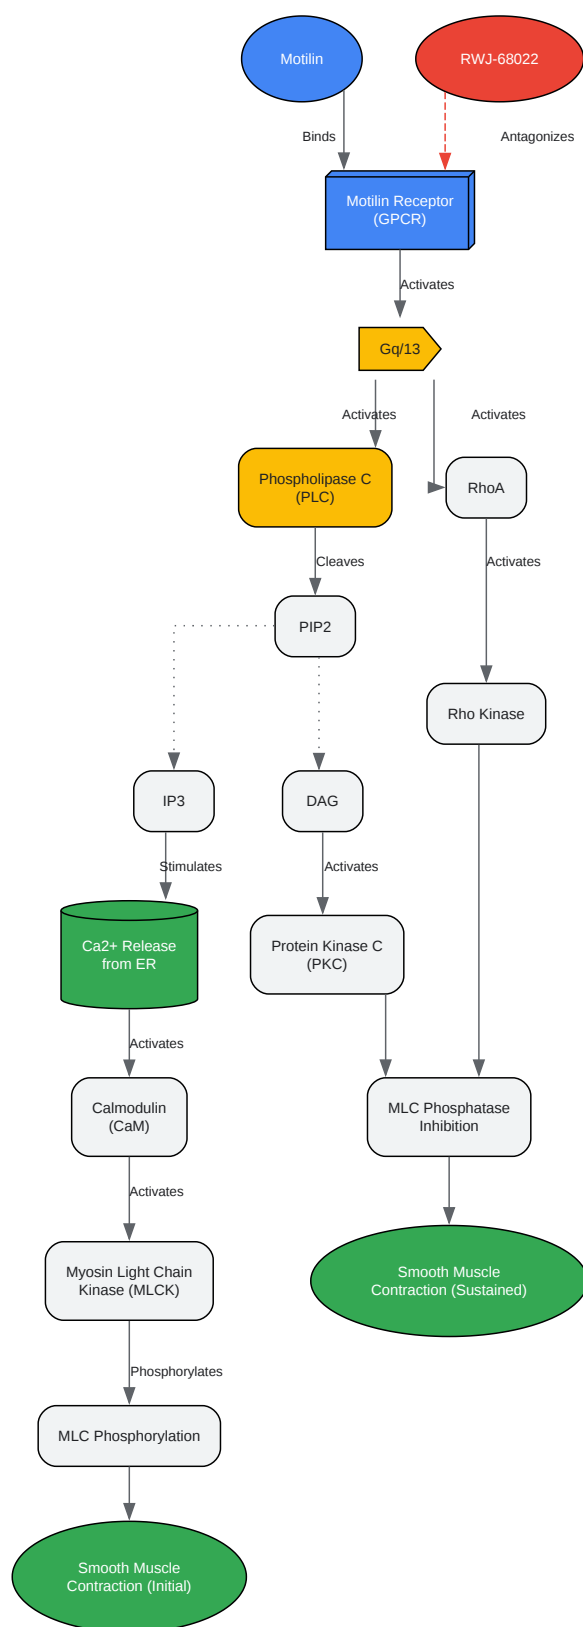 Motilin
RWJ-68022
Binds
Antagonizes
Motilin Receptor
(GPCR)
Activates
Gq/13
Activates
Activates
Phospholipase C
(PLC)
RhoA
Cleaves
Activates
PIP2
Rho Kinase
IP3
DAG
Stimulates
Activates
Ca2+ Release
from ER
Protein Kinase C
(PKC)
Activates
Calmodulin
(CaM)
MLC Phosphatase
Inhibition
Activates
Myosin Light Chain
Kinase (MLCK)
Smooth Muscle
Contraction (Sustained)
Phosphorylates
MLC Phosphorylation
Smooth Muscle
Contraction (Initial)